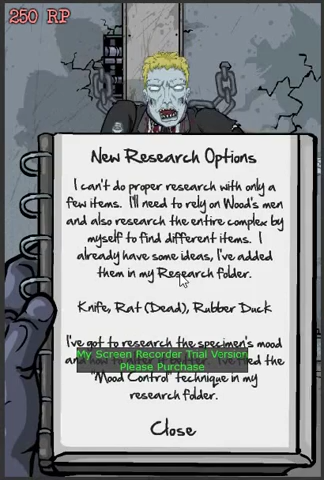 250 RP
New Research Options
I can't do proper research with only a
few items. I'll need to rely on Wood's men
and also research the entire complex by
myself to find different items. I
already have some ideas, I've added
them in my Research folder.
Knife, Rat (Dead), Rubber Duck
I've got to research the specimen's mood
My Screen Recorder Trial Version
and the
Please Purchase
"Mood Control" technique in my
research folder.
Close